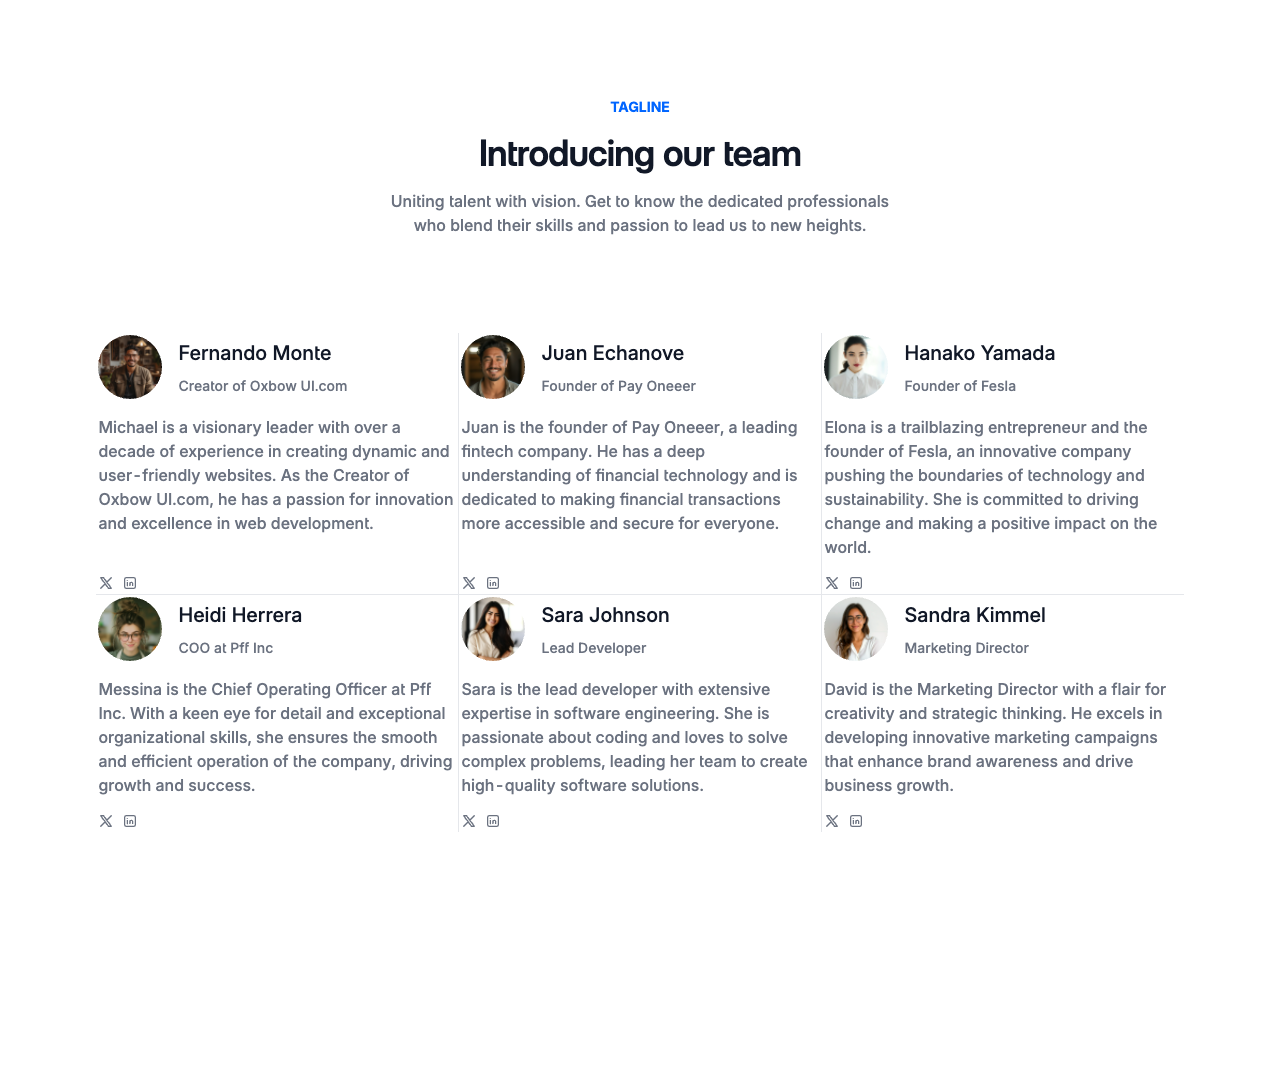 TAGLINE
Introducing our team
Uniting talent with vision. Get to know the dedicated professionals
who blend their skills and passion to lead us to new heights.
Fernando Monte
Creator of Oxbow UI.com
Michael is a visionary leader with over a
decade of experience in creating dynamic and
user-friendly websites. As the Creator of
Oxbow UI.com, he has a passion for innovation
and excellence in web development.
Juan Echanove
Founder of Pay Oneeer
Juan is the founder of Pay Oneeer, a leading
fintech company. He has a deep
understanding of financial technology and is
dedicated to making financial transactions
more accessible and secure for everyone.
Hanako Yamada
Founder of Fesla
Elona is a trailblazing entrepreneur and the
founder of Fesla, an innovative company
pushing the boundaries of technology and
sustainability. She is committed to driving
change and making a positive impact on the
world.
Heidi Herrera
COO at Pff Inc
Messina is the Chief Operating Officer at Pff
Inc. With a keen eye for detail and exceptional
organizational skills, she ensures the smooth
and efficient operation of the company, driving
growth and success.
Sara Johnson
Lead Developer
Sara is the lead developer with extensive
expertise in software engineering. She is
passionate about coding and loves to solve
complex problems, leading her team to create
high-quality software solutions.
Sandra Kimmel
Marketing Director
David is the Marketing Director with a flair for
creativity and strategic thinking. He excels in
developing innovative marketing campaigns
that enhance brand awareness and drive
business growth.